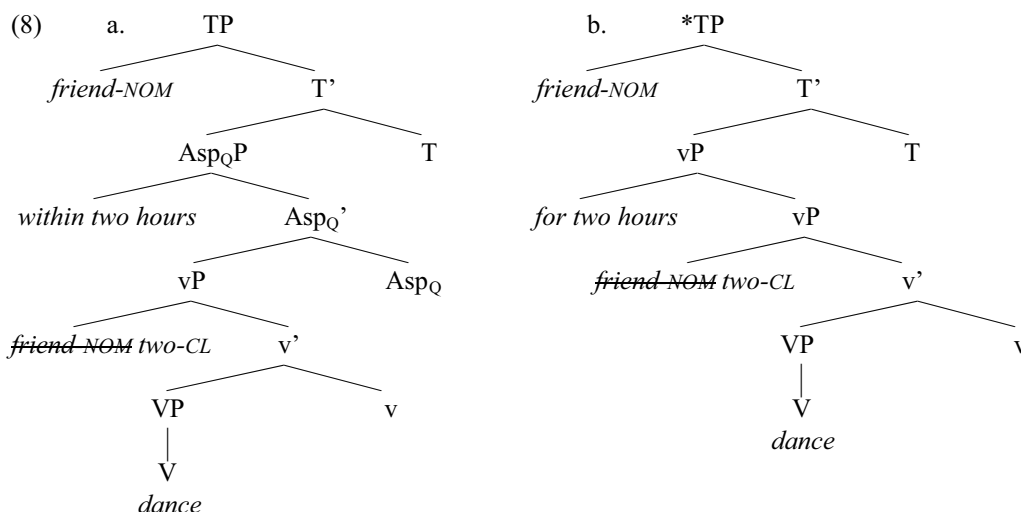 (8) a. TP b. *TP
friend-NOM T’ friend-NOM T’
AspQP T vP T
within two hours AspQ’ for two hours vP
vP AspQ friend-NOM two-CL v’
friend-NOM two-CL v’ VP v
VP v V
V dance
dance